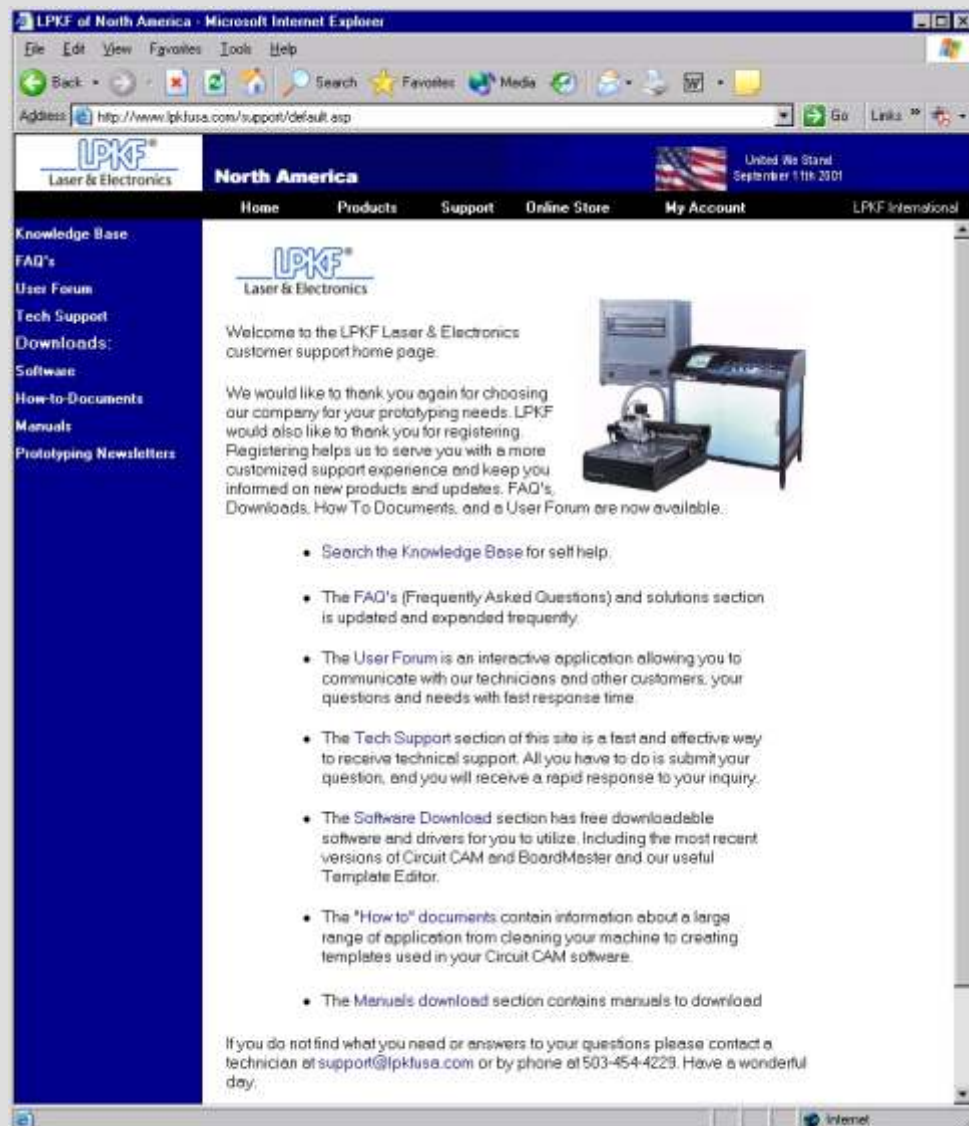 LPKF of North America - Microsoft Internet Explorer
File Edit View Favorites Tools Help
Back Search Favorites Media
Address http://www.lpkfusa.com/support/default.asp Go Links »
LPKF®
Laser & Electronics
North America
United We Stand
September 11th 2001
Home Products Support Online Store My Account LPKF International
Knowledge Base
FAQ's
User Forum
Tech Support
Downloads:
Software
How-to-Documents
Manuals
Prototyping Newsletters
LPKF®
Laser & Electronics
Welcome to the LPKF Laser & Electronics
customer support home page.
We would like to thank you again for choosing
our company for your prototyping needs. LPKF
would also like to thank you for registering.
Registering helps us to serve you with a more
customized support experience and keep you
informed on new products and updates. FAQ's,
Downloads, How To Documents, and a User Forum are now available.
• Search the Knowledge Base for self help.
• The FAQ's (Frequently Asked Questions) and solutions section
is updated and expanded frequently.
• The User Forum is an interactive application allowing you to
communicate with our technicians and other customers, your
questions and needs with fast response time.
• The Tech Support section of this site is a fast and effective way
to receive technical support. All you have to do is submit your
question, and you will receive a rapid response to your inquiry.
• The Software Download section has free downloadable
software and drivers for you to utilize. Including the most recent
versions of Circuit CAM and BoardMaster and our useful
Template Editor.
• The "How to" documents contain information about a large
range of application from cleaning your machine to creating
templates used in your Circuit CAM software.
• The Manuals download section contains manuals to download
If you do not find what you need or answers to your questions please contact a
technician at support@lpkfusa.com or by phone at 503-454-4229. Have a wonderful
day.
Internet